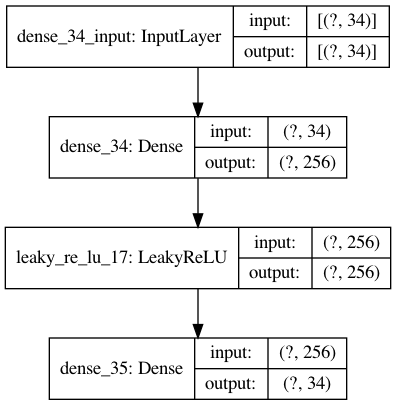 dense_34_input: InputLayer
input: [(?, 34)]
output: [(?, 34)]
dense_34: Dense
input: (?, 34)
output: (?, 256)
leaky_re_lu_17: LeakyReLU
input: (?, 256)
output: (?, 256)
dense_35: Dense
input: (?, 256)
output: (?, 34)